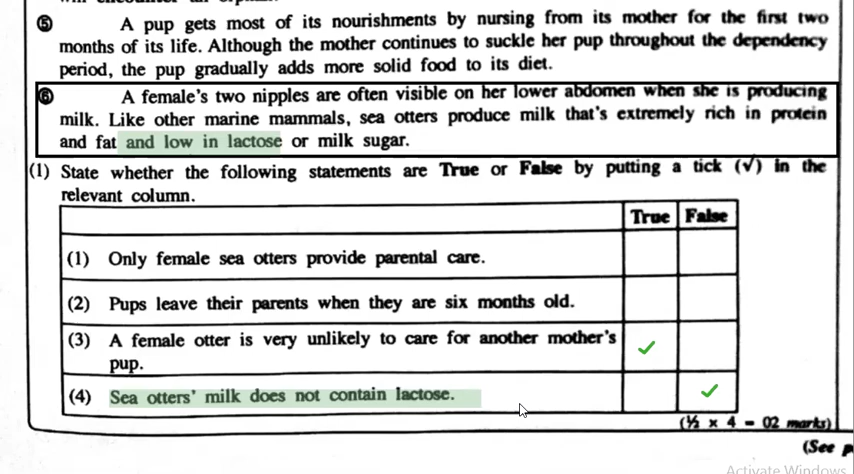 ⑤ A pup gets most of its nourishments by nursing from its mother for the first two
months of its life. Although the mother continues to suckle her pup throughout the dependency
period, the pup gradually adds more solid food to its diet.
⑥ A female's two nipples are often visible on her lower abdomen when she is producing
milk. Like other marine mammals, sea otters produce milk that's extremely rich in protein
and fat and low in lactose or milk sugar.
(1) State whether the following statements are True or False by putting a tick (√) in the
relevant column.
True False
(1) Only female sea otters provide parental care.
(2) Pups leave their parents when they are six months old.
(3) A female otter is very unlikely to care for another mother's
pup. ✓
(4) Sea otters' milk does not contain lactose. ✓
(½ x 4 = 02 marks)
(See
Activate Windows